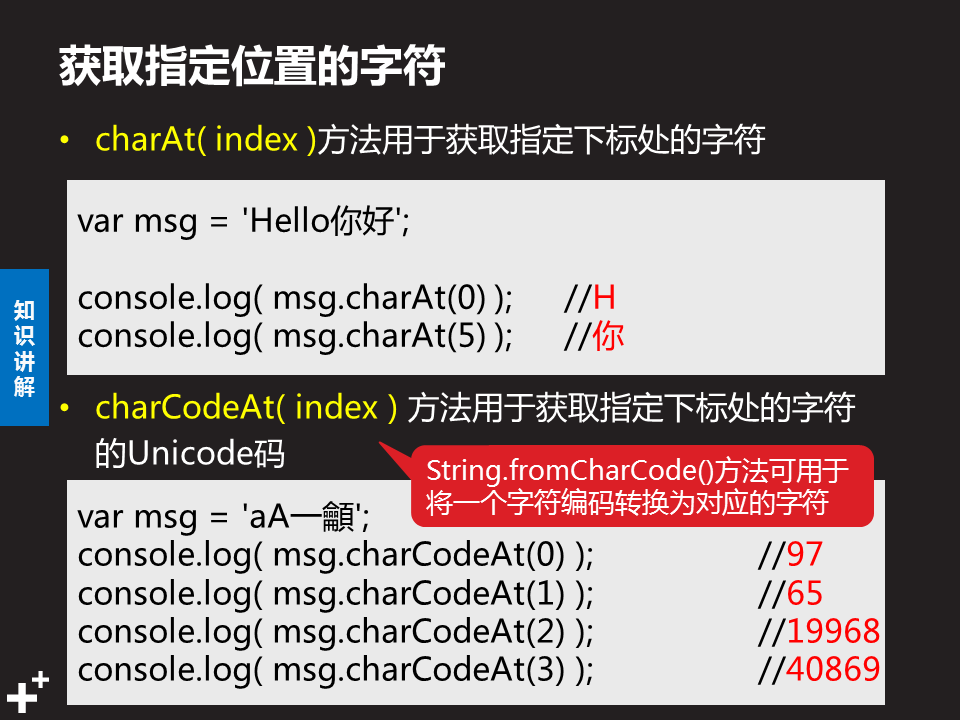 获取指定位置的字符
• charAt( index )方法用于获取指定下标处的字符
var msg = 'Hello你好';
console.log( msg.charAt(0) ); //H
console.log( msg.charAt(5) ); //你
知识讲解
• charCodeAt( index ) 方法用于获取指定下标处的字符
的Unicode码
String.fromCharCode()方法可用于
将一个字符编码转换为对应的字符
var msg = 'aA一龥';
console.log( msg.charCodeAt(0) ); //97
console.log( msg.charCodeAt(1) ); //65
console.log( msg.charCodeAt(2) ); //19968
console.log( msg.charCodeAt(3) ); //40869